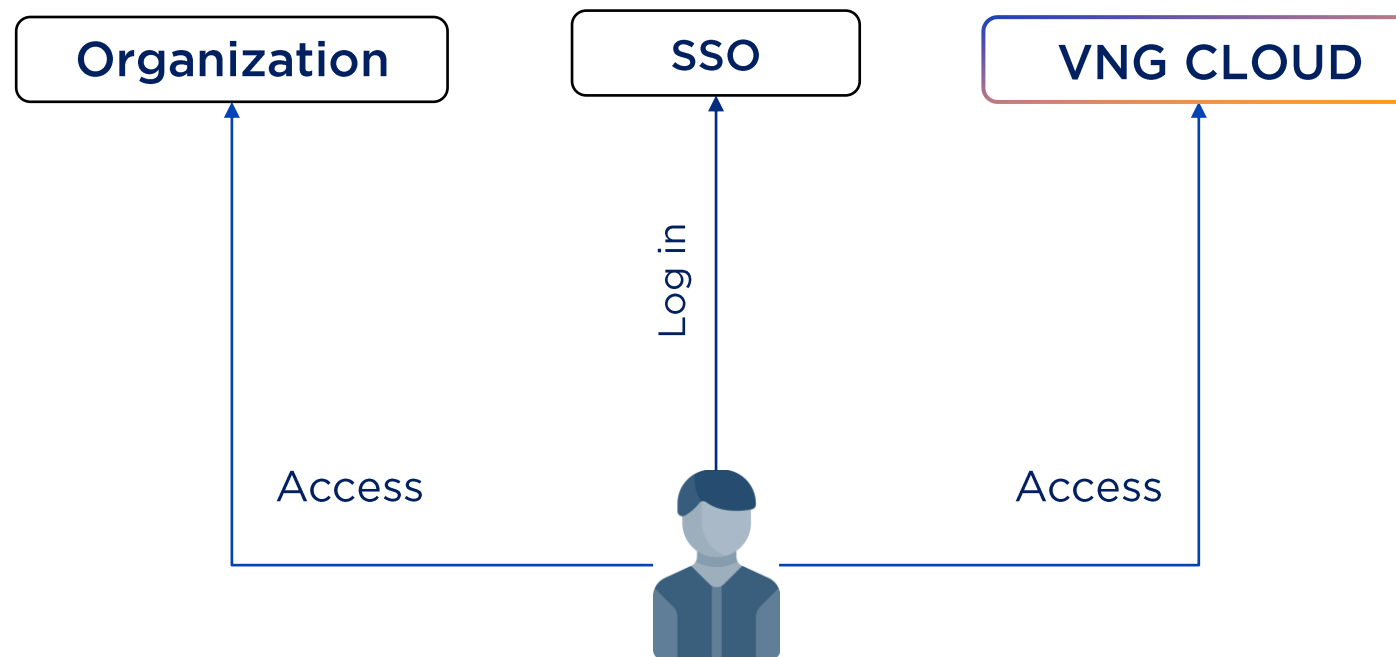 Organization
SSO
VNG CLOUD
Log in
Access
Access